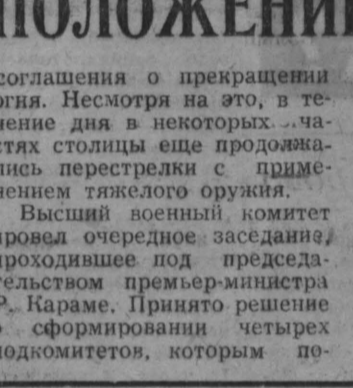 ПОЛОЖЕНИ
соглашения о прекращении
огня. Несмотря на это, в те-
чение дня в некоторых ча-
стях столицы еще продолжа-
лись перестрелки с приме-
нением тяжелого оружия.
Высший военный комитет
провел очередное заседание,
проходившее под председа-
тельством премьер-министра
Р. Караме. Принято решение
о сформировании четырех
подкомитетов, которым по-